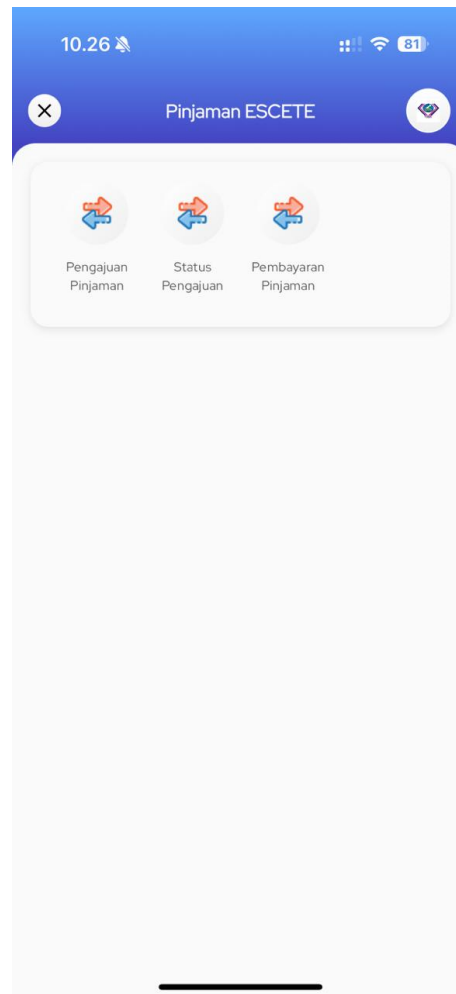 10.26
81
Pinjaman ESCETE
Pengajuan
Pinjaman
Status
Pengajuan
Pembayaran
Pinjaman